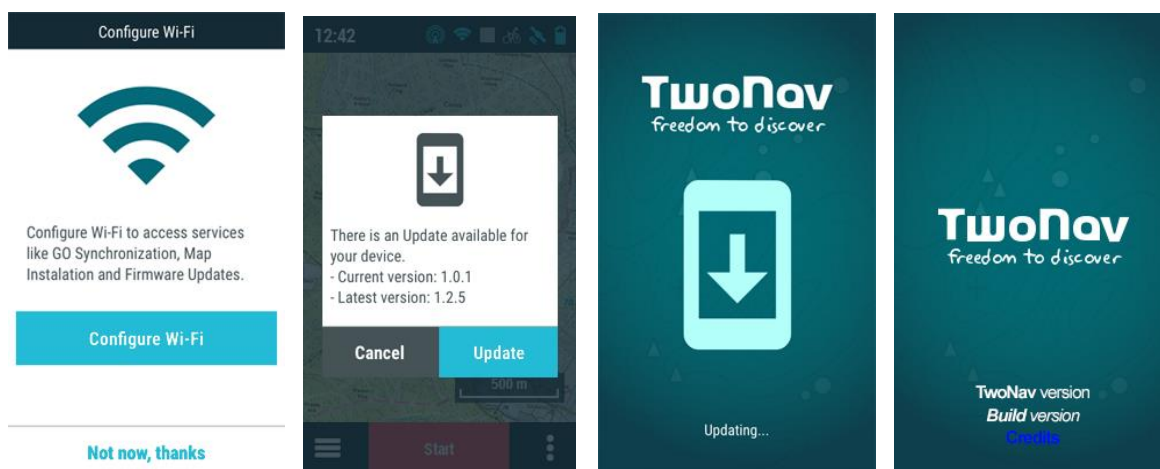 Configure Wi-Fi
Configure Wi-Fi to access services
like GO Synchronization, Map
Instalation and Firmware Updates.
Configure Wi-Fi
Not now, thanks
12:42
There is an Update available for
your device.
- Current version: 1.0.1
- Latest version: 1.2.5
Cancel
Update
500 m
Start
TwoNav
freedom to discover
Updating...
TwoNav
freedom to discover
TwoNav version
Build version
Credits